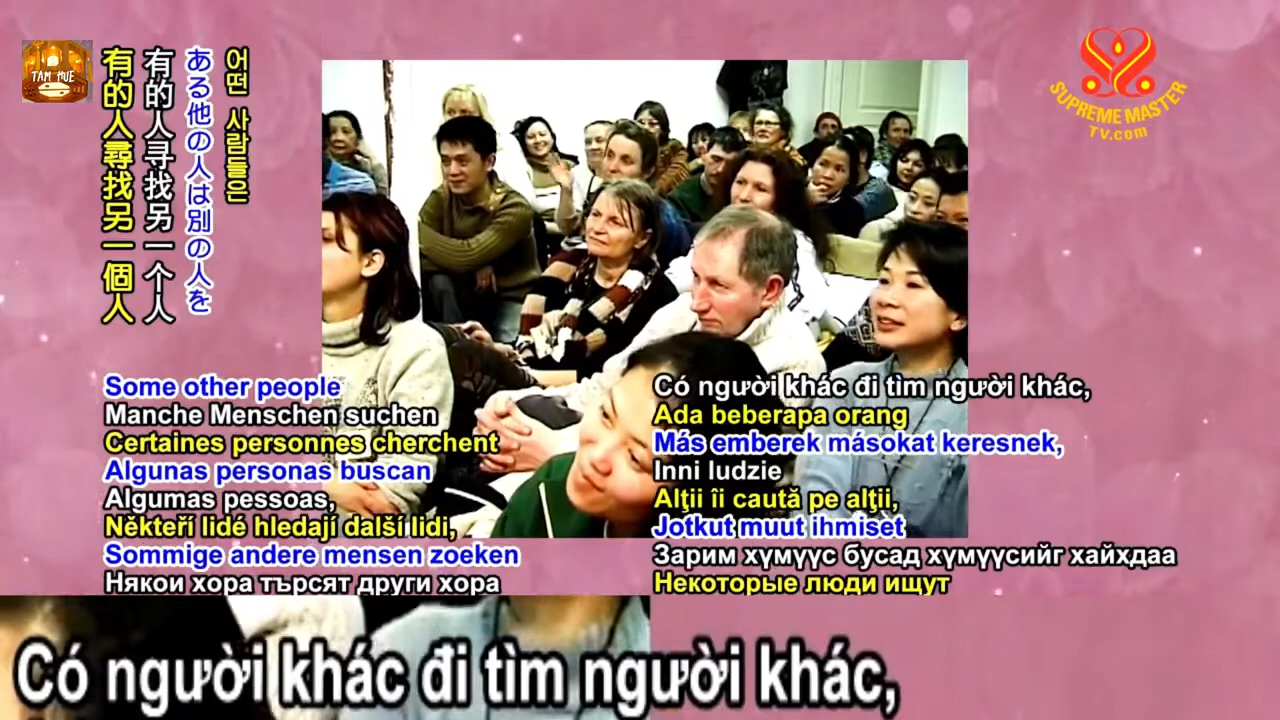 TAM HUE
有的人尋找另一個人
有的人寻找另一个人
ある他の人は別の人を
어떤 사람들은
SUPREME MASTER
TV.com
Some other people
Manche Menschen suchen
Certaines personnes cherchent
Algunas personas buscan
Algumas pessoas,
Někteří lidé hledají další lidi,
Sommige andere mensen zoeken
Някои хора търсят други хора
Có người khác đi tìm người khác,
Ada beberapa orang
Más emberek másokat keresnek,
Inni ludzie
Alţii îi caută pe alţii,
Jotkut muut ihmiset
Зарим хүмүүс бусад хүмүүсийг хайхдаа
Некоторые люди ищут
Có người khác đi tìm người khác,